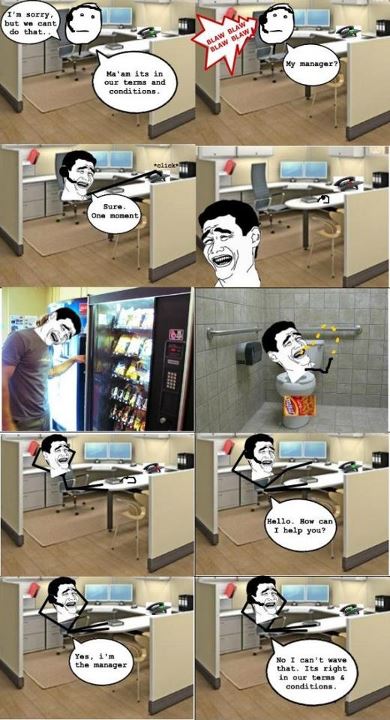 I'm sorry,
but we cant
do that..
Ma'am its in
our terms and
conditions.
BLAW BLAW
BLAW BLAW
My manager?
*click*
Sure.
One moment
Hello. How can
I help you?
Yes, i'm
the manager
No I can't wave
that. Its right
in our terms &
conditions.